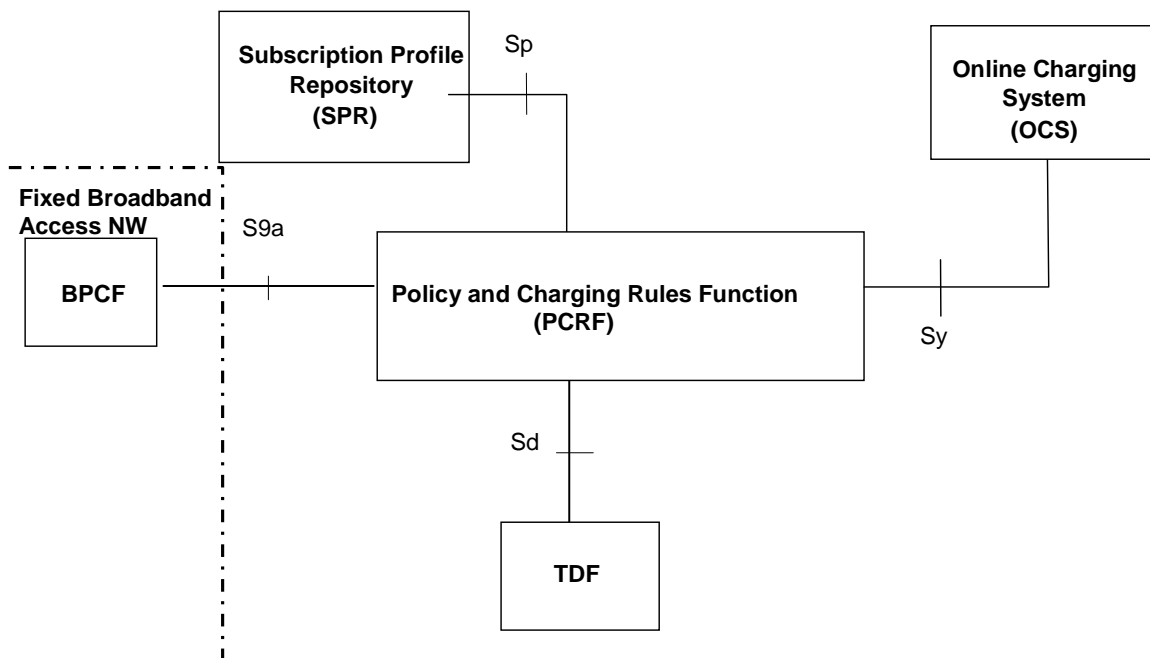 Subscription Profile
Repository
(SPR)
Sp
Online Charging
System
(OCS)
Fixed Broadband
Access NW
S9a
BPCF
Policy and Charging Rules Function
(PCRF)
Sy
Sd
TDF